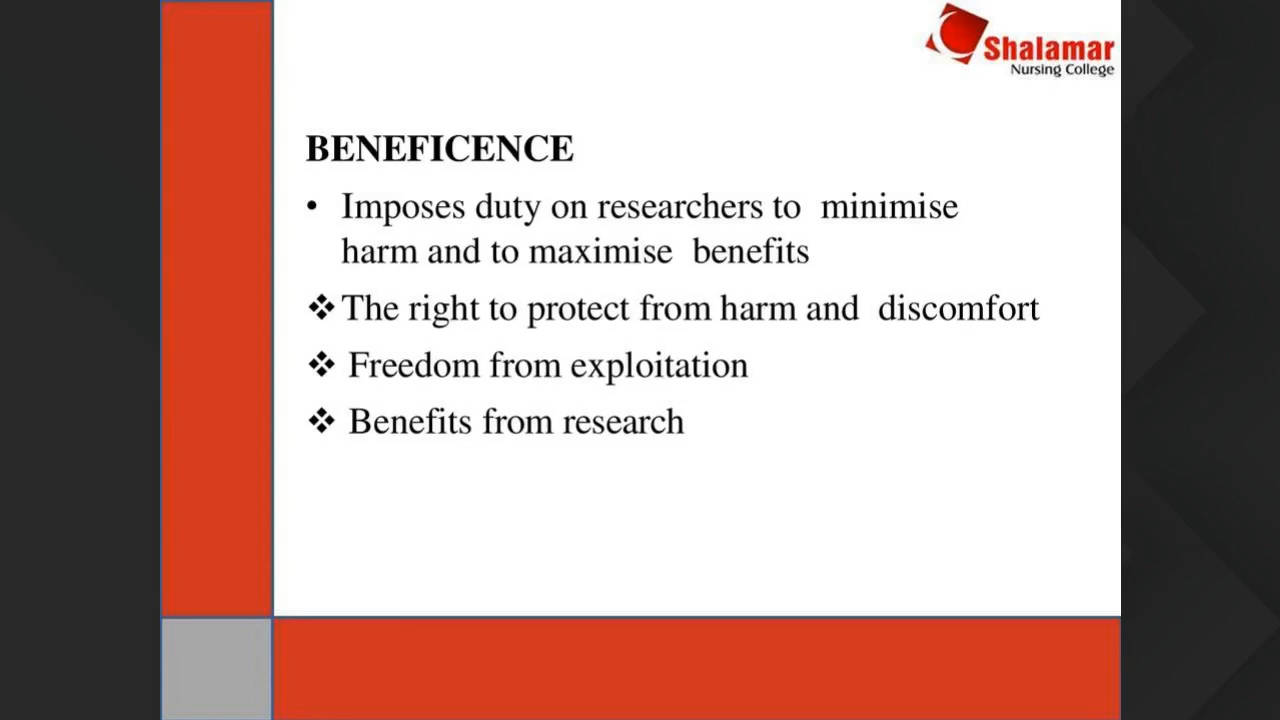 Shalamar
Nursing College
BENEFICENCE
• Imposes duty on researchers to minimise
harm and to maximise benefits
❖ The right to protect from harm and discomfort
❖ Freedom from exploitation
❖ Benefits from research